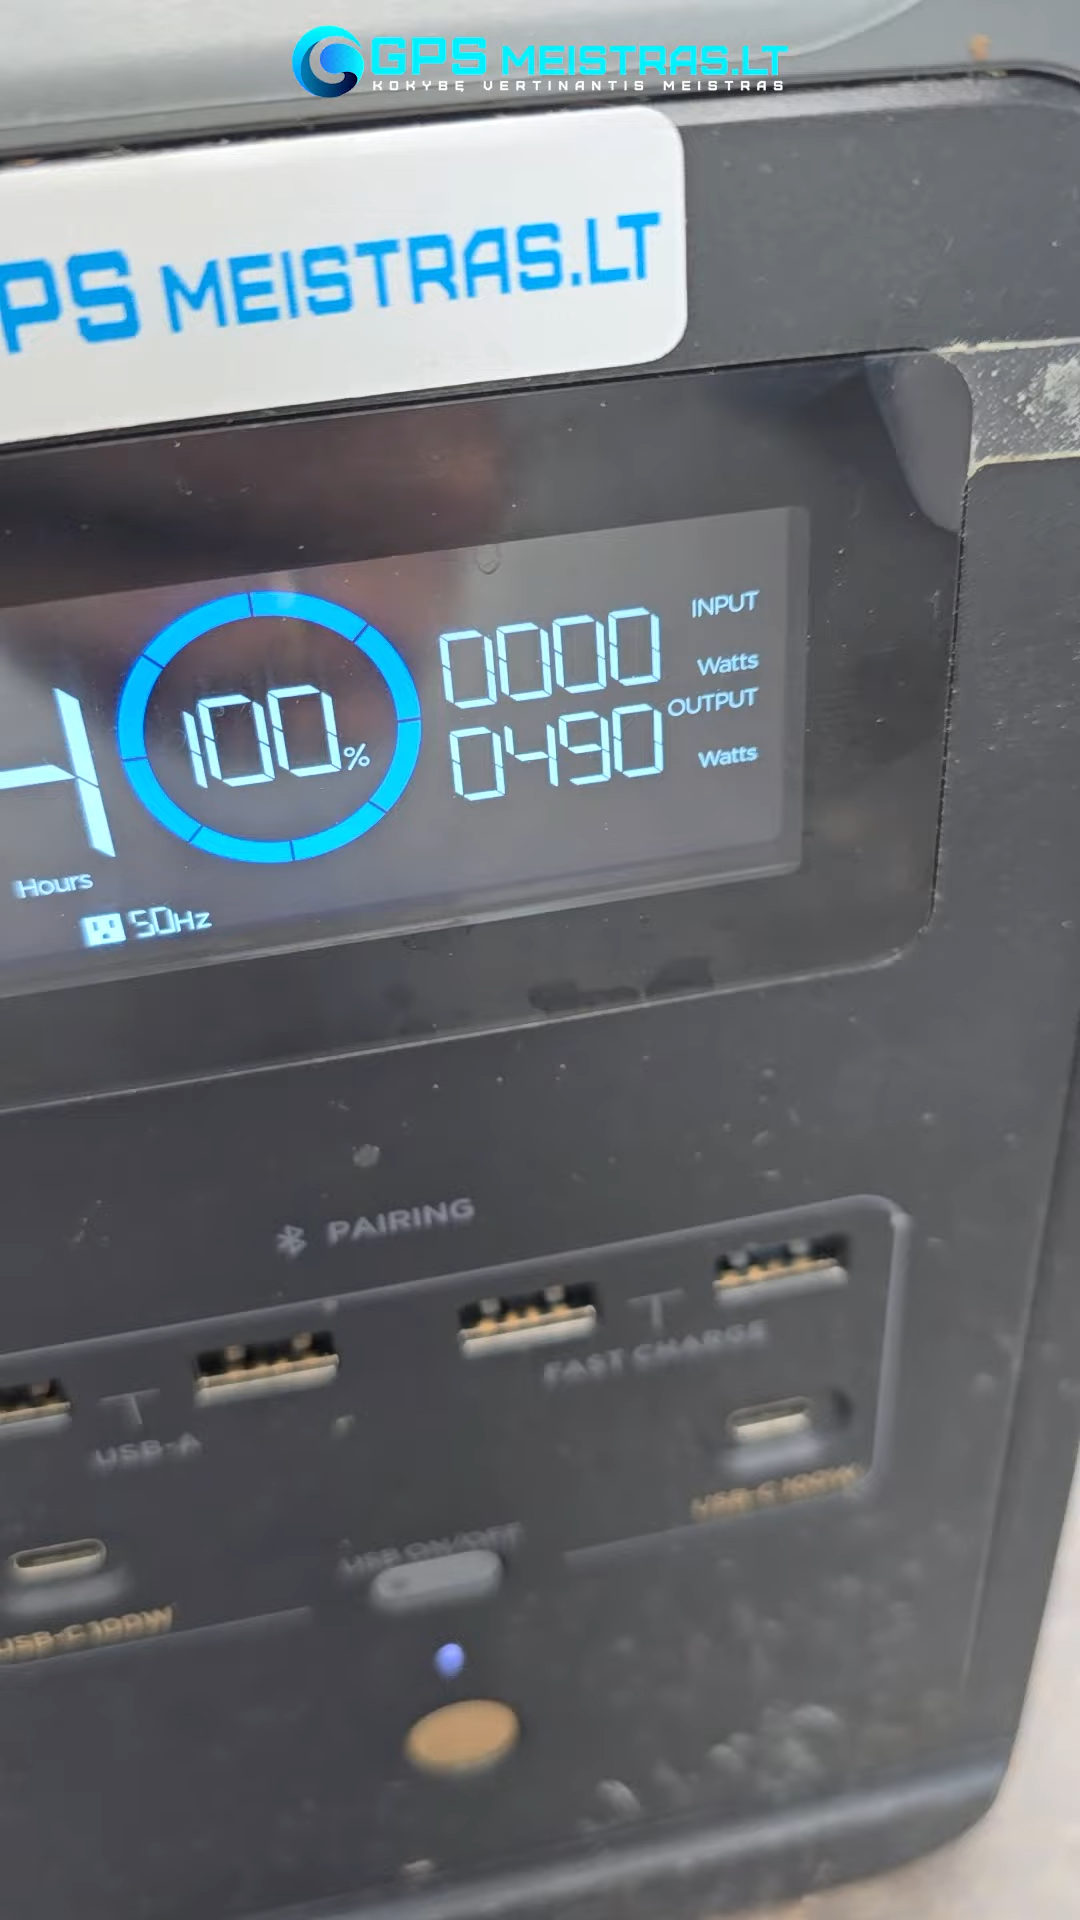 GPS MEISTRAS.LT
KOKYBĘ VERTINANTIS MEISTRAS
PS MEISTRAS.LT
INPUT
0000
Watts
OUTPUT
0490
Watts
4
100%
Hours
50Hz
PAIRING
FAST CHARGE
USB-A
USB-C 100W
USB ON/OFF
USB-C 100W